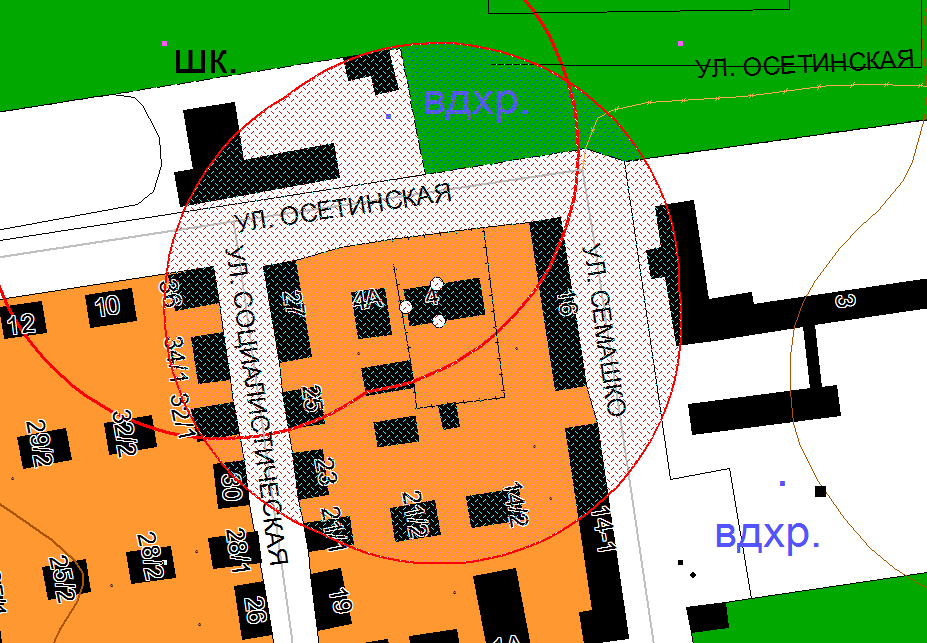 ШК.
УЛ. ОСЕТИНСКАЯ
вдхр.
УЛ. ОСЕТИНСКАЯ
УЛ. СОЦИАЛИСТИЧЕСКАЯ
УЛ. СЕМАШКО
36
27
4А
4
16
3
12
10
34/1
32/1
25
29/2
32/2
30
23
21/1
21/2
14/2
14-1
вдхр.
25/2
28/2
28/1
26
19